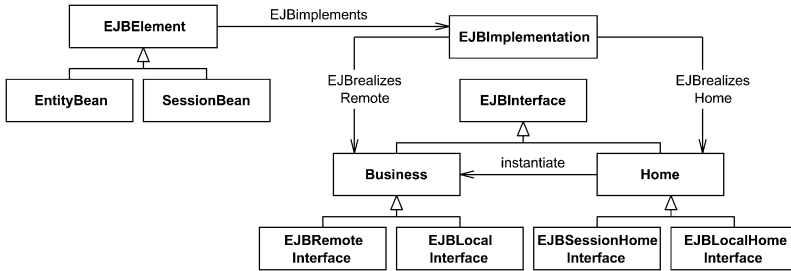 EJBElement
EJBimplements
EJBImplementation
EntityBean
SessionBean
EJBrealizes
Remote
EJBInterface
EJBrealizes
Home
Business
instantiate
Home
EJBRemote
Interface
EJBLocal
Interface
EJBSessionHome
Interface
EJBLocalHome
Interface